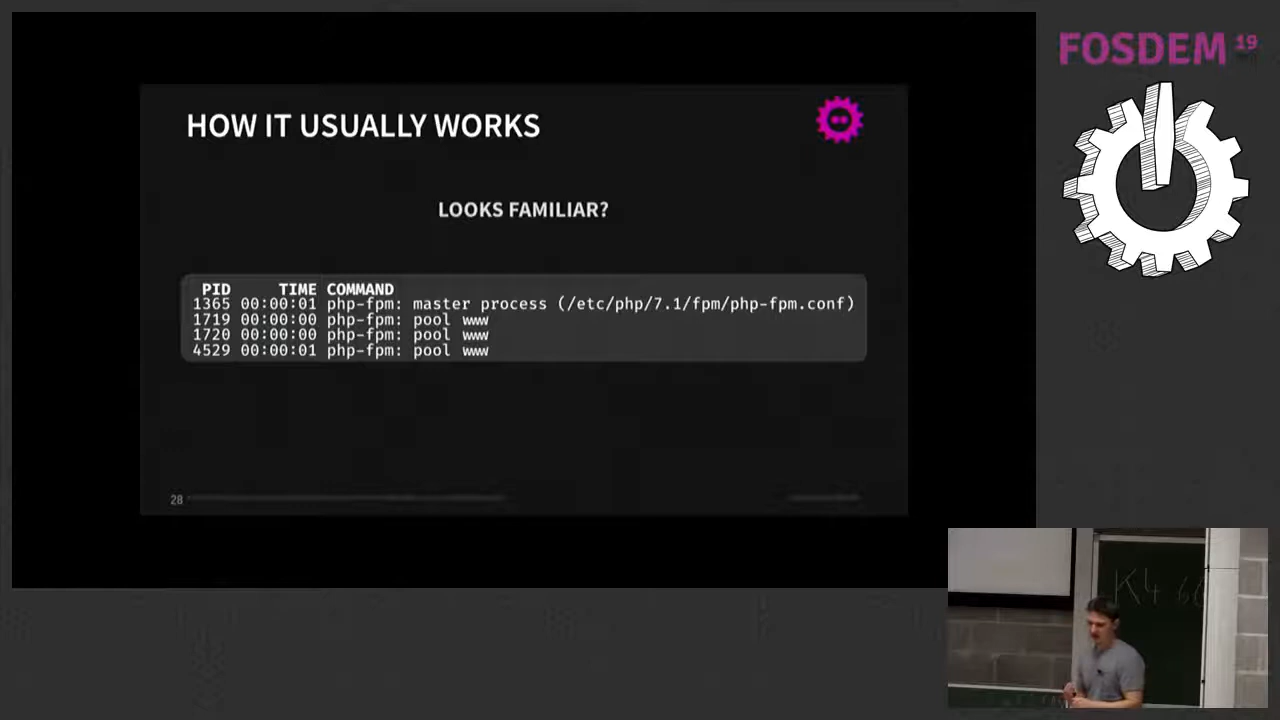 FOSDEM 19
HOW IT USUALLY WORKS
LOOKS FAMILIAR?
PID TIME COMMAND
1365 00:00:01 php-fpm: master process (/etc/php/7.1/fpm/php-fpm.conf)
1719 00:00:00 php-fpm: pool www
1720 00:00:00 php-fpm: pool www
4529 00:00:01 php-fpm: pool www
28